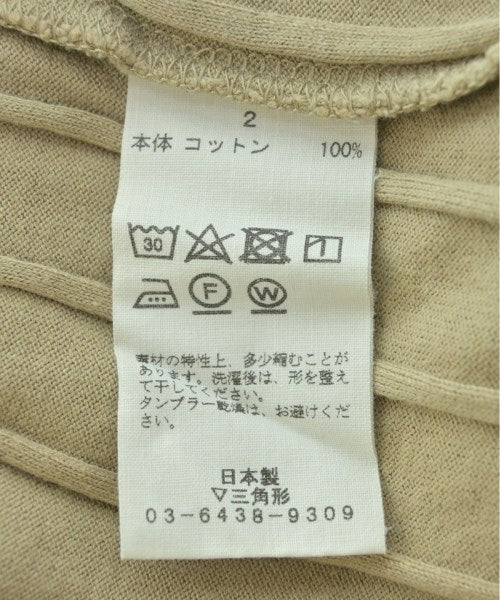 2
本体 コットン 100%
30
F W
素材の特性上、多少縮むことが
あります。洗濯後は、形を整え
て干してください。
タンブラー乾燥は、お避けくだ
さい。
日本製
▽三角形
03-6438-9309